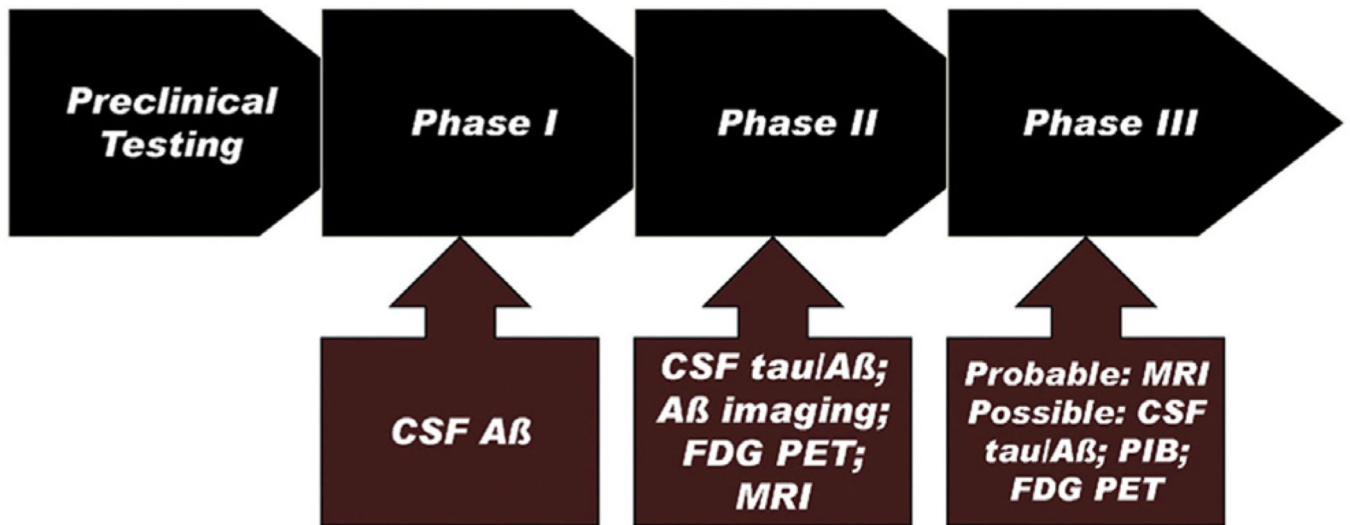 Preclinical
Testing
Phase I
Phase II
Phase III
CSF Aß
CSF tau/Aß;
Aß imaging;
FDG PET;
MRI
Probable: MRI
Possible: CSF
tau/Aß; PIB;
FDG PET